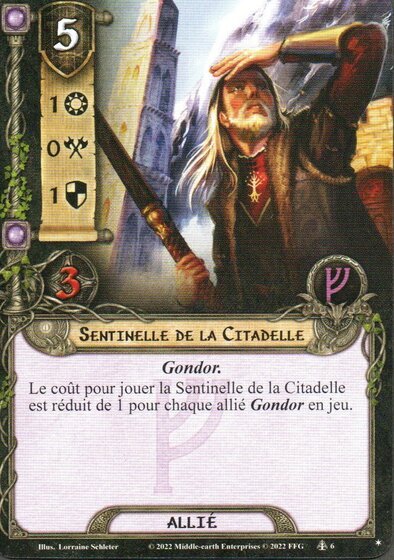 5
1
0
1
3
Sentinelle de la Citadelle
Gondor.
Le coût pour jouer la Sentinelle de la Citadelle
est réduit de 1 pour chaque allié Gondor en jeu.
ALLIÉ
Illus. Lorraine Schleter © 2022 Middle-earth Enterprises © 2022 FFG 6